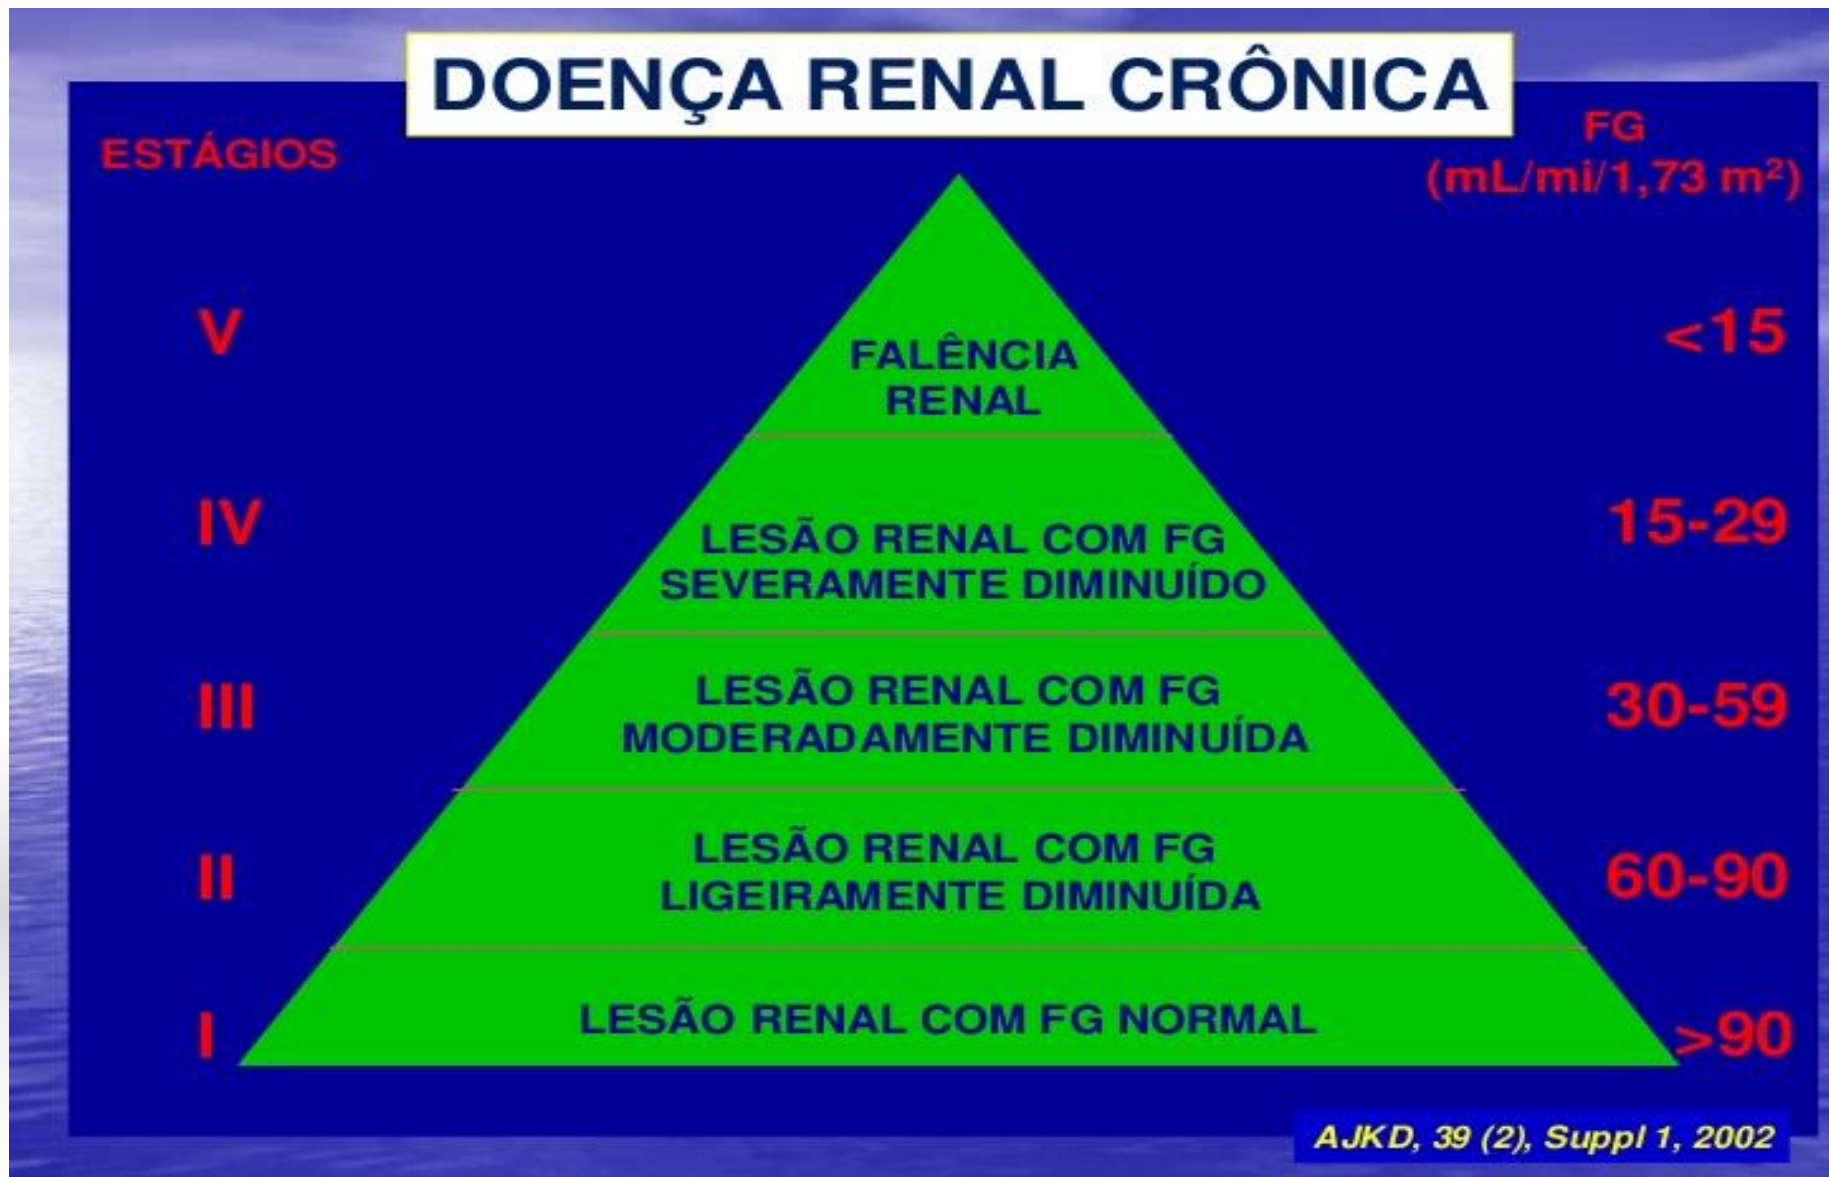 DOENÇA RENAL CRÔNICA
ESTÁGIOS
FG
(mL/mi/1,73 m²)
V
FALÊNCIA
RENAL
<15
IV
LESÃO RENAL COM FG
SEVERAMENTE DIMINUÍDO
15-29
III
LESÃO RENAL COM FG
MODERADAMENTE DIMINUÍDA
30-59
II
LESÃO RENAL COM FG
LIGEIRAMENTE DIMINUÍDA
60-90
I
LESÃO RENAL COM FG NORMAL
>90
AJKD, 39 (2), Suppl 1, 2002